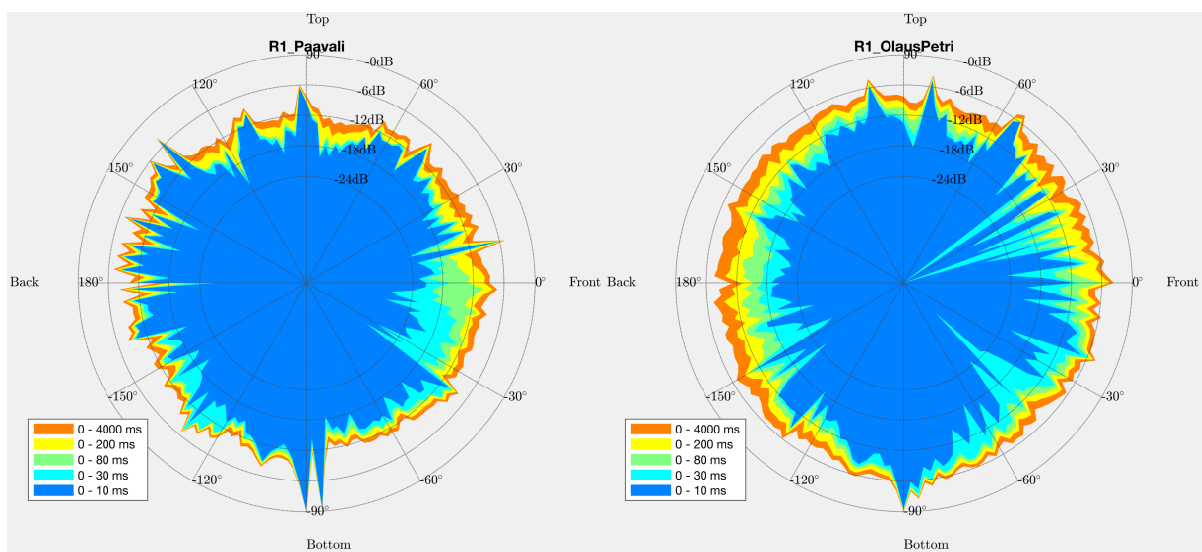 Top
R1_Paavali
90°
-0dB
120°
60°
-6dB
-12dB
150°
-18dB
30°
-24dB
Back
180°
0°
Front
-150°
-30°
0 - 4000 ms
0 - 200 ms
0 - 80 ms
0 - 30 ms
0 - 10 ms
-120°
-60°
-90°
Bottom
Top
R1_OlausPetri
90°
-0dB
120°
60°
-6dB
-12dB
150°
-18dB
30°
-24dB
Back
180°
0°
Front
-150°
-30°
0 - 4000 ms
0 - 200 ms
0 - 80 ms
0 - 30 ms
0 - 10 ms
-120°
-60°
-90°
Bottom